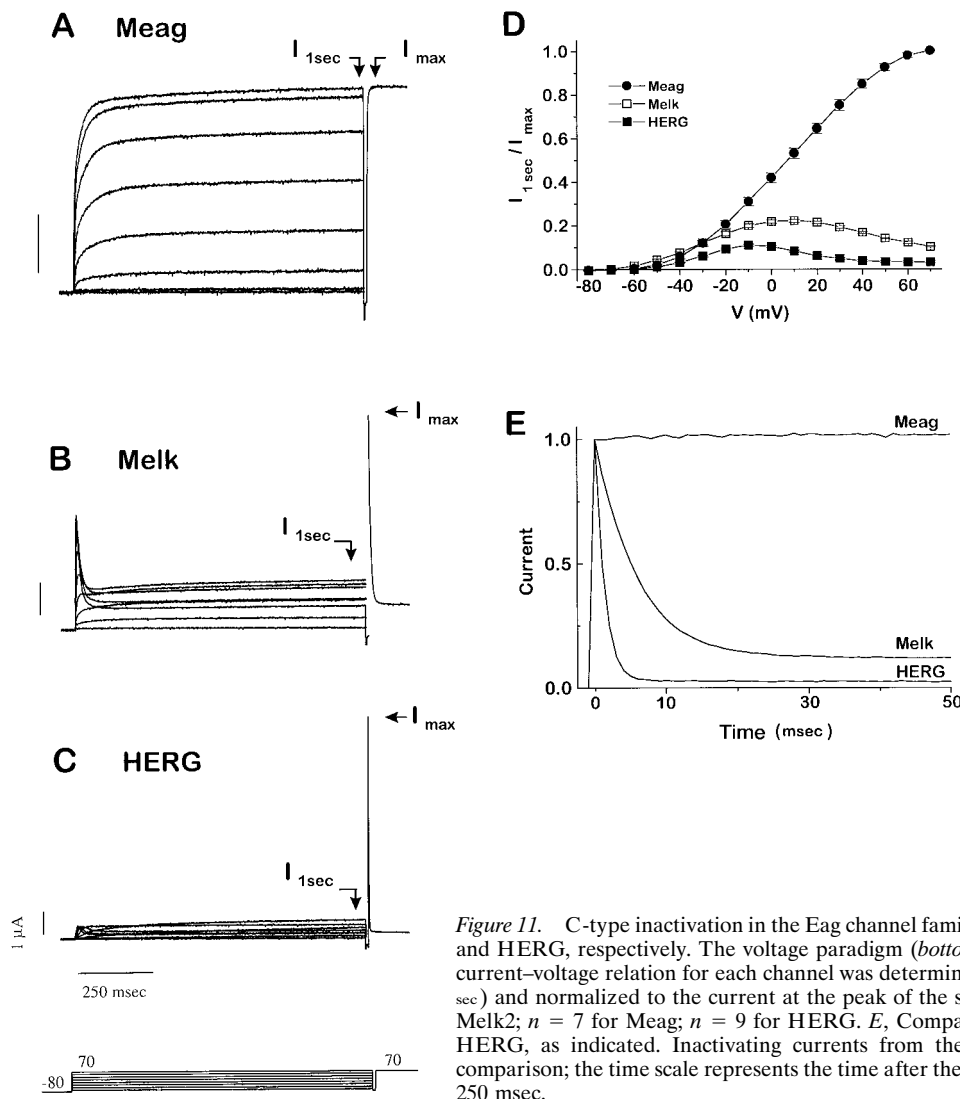 A Meag
I 1sec I max
D
1.0
0.8
0.6
0.4
0.2
0.0
I 1 sec / I max
Meag
Melk
HERG
-80 -60 -40 -20 0 20 40 60
V (mV)
B Melk
I max
I 1sec
E
Meag
1.0
0.5
0.0
Current
Melk
HERG
0 10 30 50
Time (msec)
C HERG
I max
I 1sec
1 μA
250 msec
70 70
-80
Figure 11. C-type inactivation in the Eag channel fami
and HERG, respectively. The voltage paradigm (botto
current–voltage relation for each channel was determin
sec) and normalized to the current at the peak of the s
Melk2; n = 7 for Meag; n = 9 for HERG. E, Compa
HERG, as indicated. Inactivating currents from the
comparison; the time scale represents the time after the
250 msec.